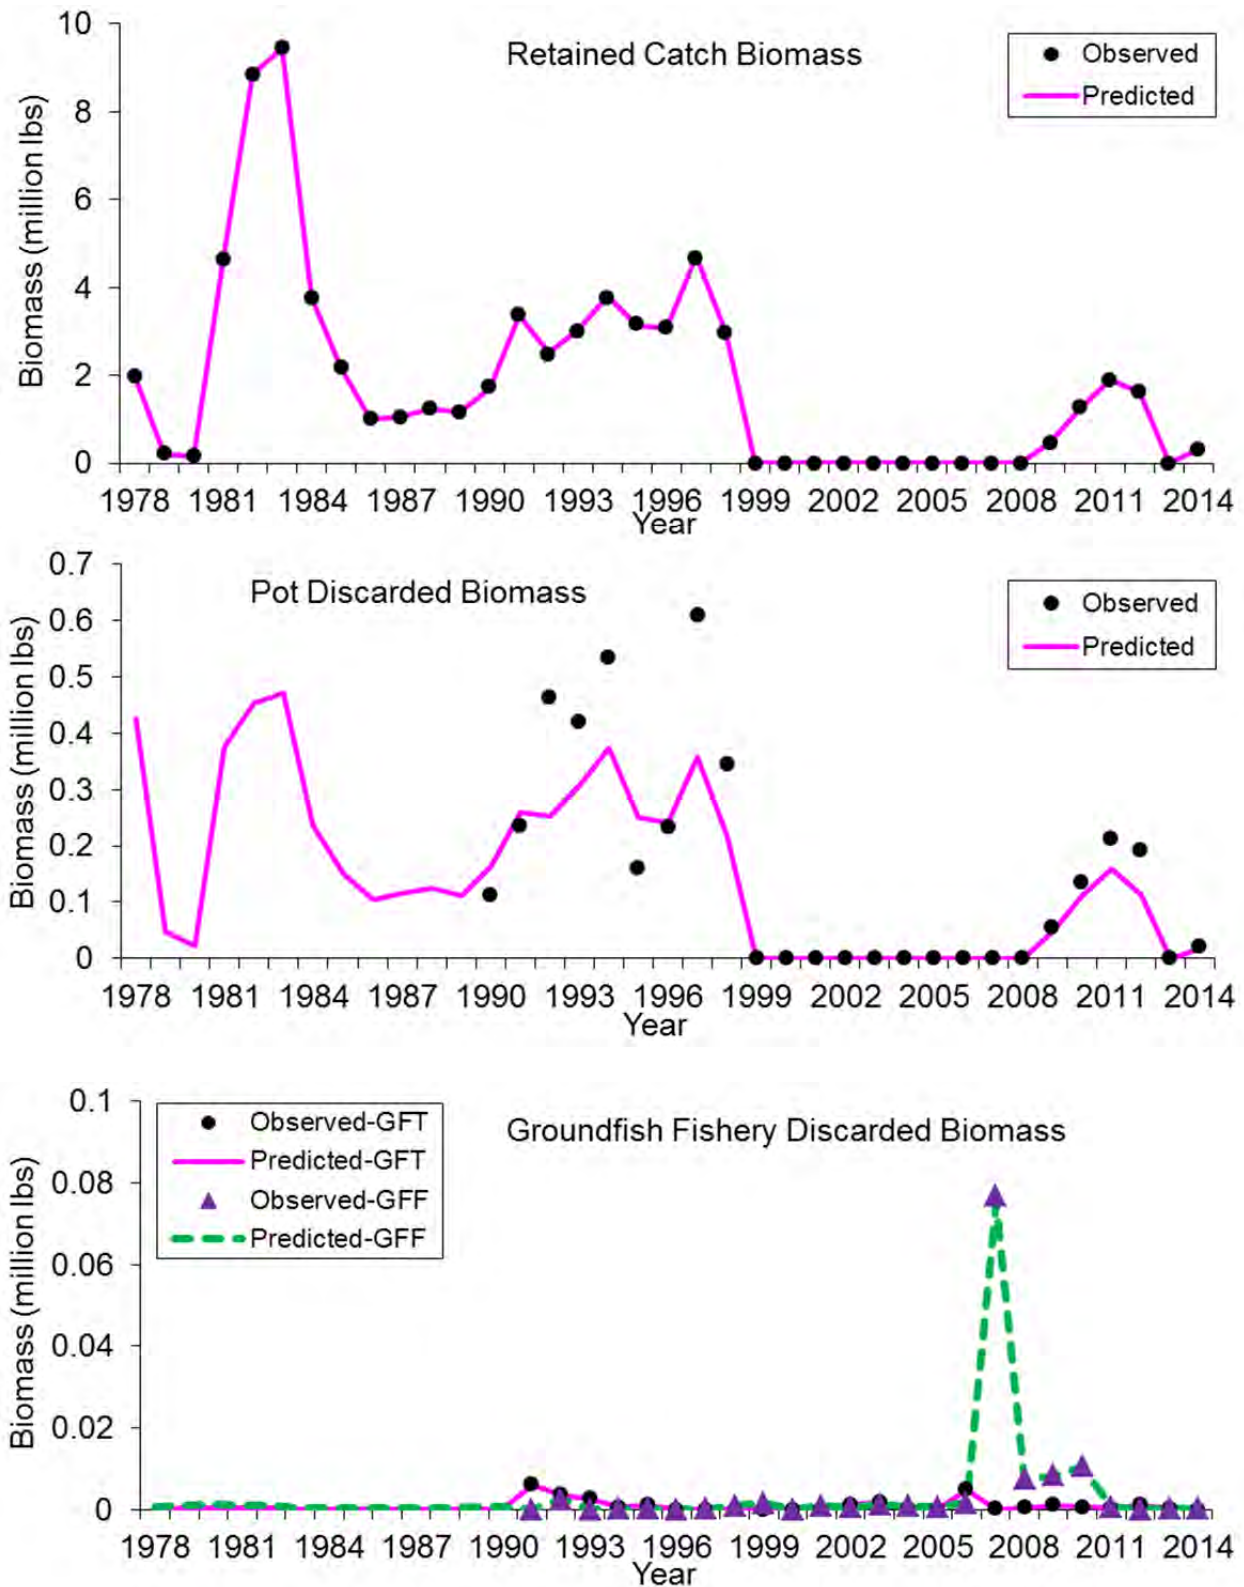 Retained Catch Biomass
Observed
Predicted
Biomass (million lbs)
10
8
6
4
2
0
1978 1981 1984 1987 1990 1993 1996 1999 2002 2005 2008 2011 2014
Year
Pot Discarded Biomass
Observed
Predicted
Biomass (million lbs)
0.7
0.6
0.5
0.4
0.3
0.2
0.1
0
1978 1981 1984 1987 1990 1993 1996 1999 2002 2005 2008 2011 2014
Year
Groundfish Fishery Discarded Biomass
Observed-GFT
Predicted-GFT
Observed-GFF
Predicted-GFF
Biomass (million lbs)
0.1
0.08
0.06
0.04
0.02
0
1978 1981 1984 1987 1990 1993 1996 1999 2002 2005 2008 2011 2014
Year